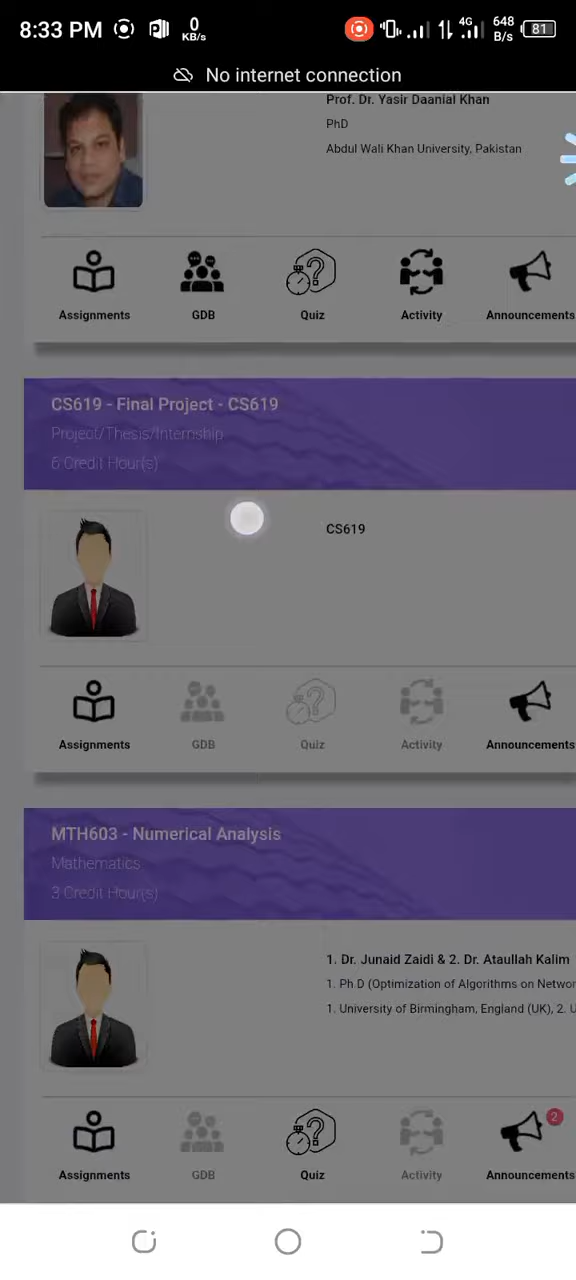 8:33 PM 0 KB/s 4G 648 B/s 81
No internet connection
Prof. Dr. Yasir Daanial Khan
PhD
Abdul Wali Khan University, Pakistan
Assignments GDB Quiz Activity Announcements
CS619 - Final Project - CS619
Project/Thesis/Internship
6 Credit Hour(s)
CS619
Assignments GDB Quiz Activity Announcements
MTH603 - Numerical Analysis
Mathematics
3 Credit Hour(s)
1. Dr. Junaid Zaidi & 2. Dr. Ataullah Kalim
1. Ph D (Optimization of Algorithms on Networ
1. University of Birmingham, England (UK), 2. U
2
Assignments GDB Quiz Activity Announcements